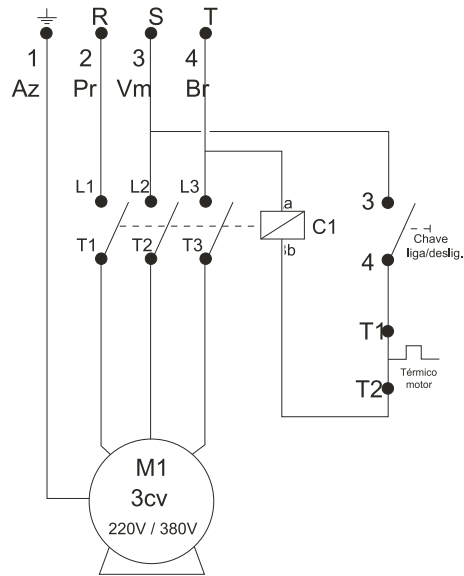 R S T
1 2 3 4
Az Pr Vm Br
L1 L2 L3
3
a
C1
b
T1 T2 T3
Chave
liga/deslig.
4
T1
Térmico
motor
T2
M1
3cv
220V / 380V